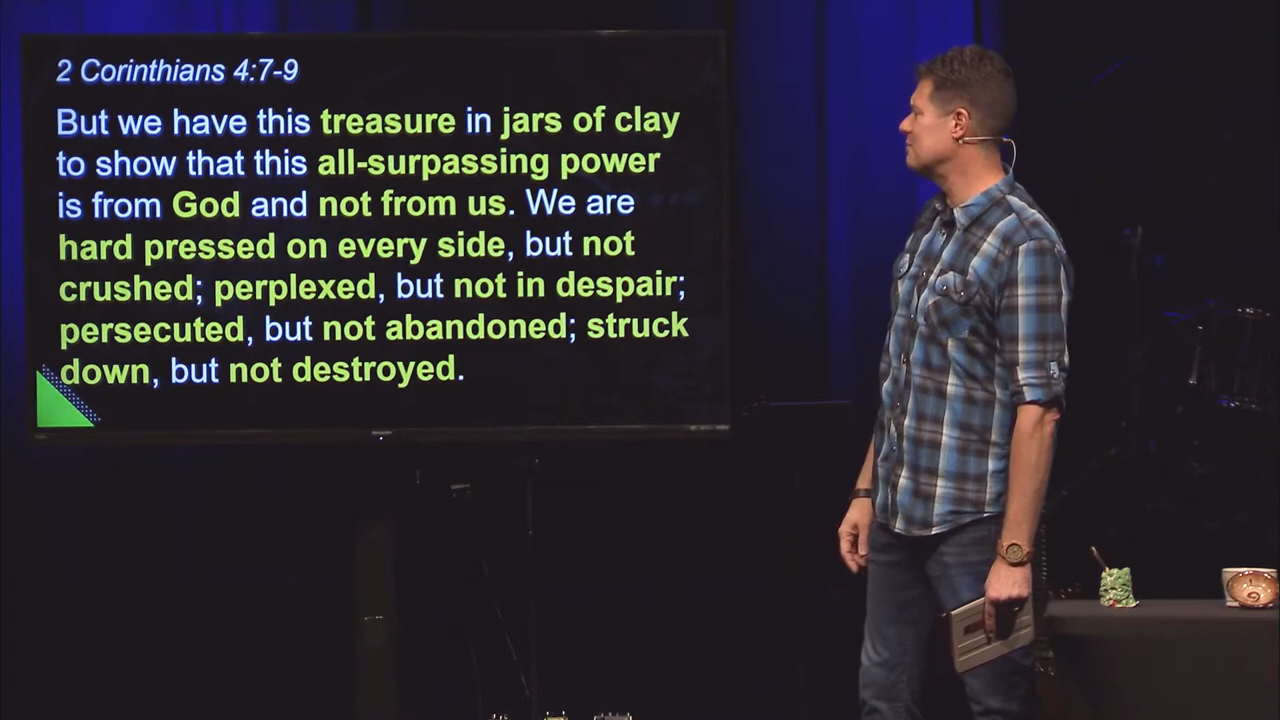 2 Corinthians 4:7-9
But we have this treasure in jars of clay
to show that this all-surpassing power
is from God and not from us. We are
hard pressed on every side, but not
crushed; perplexed, but not in despair;
persecuted, but not abandoned; struck
down, but not destroyed.